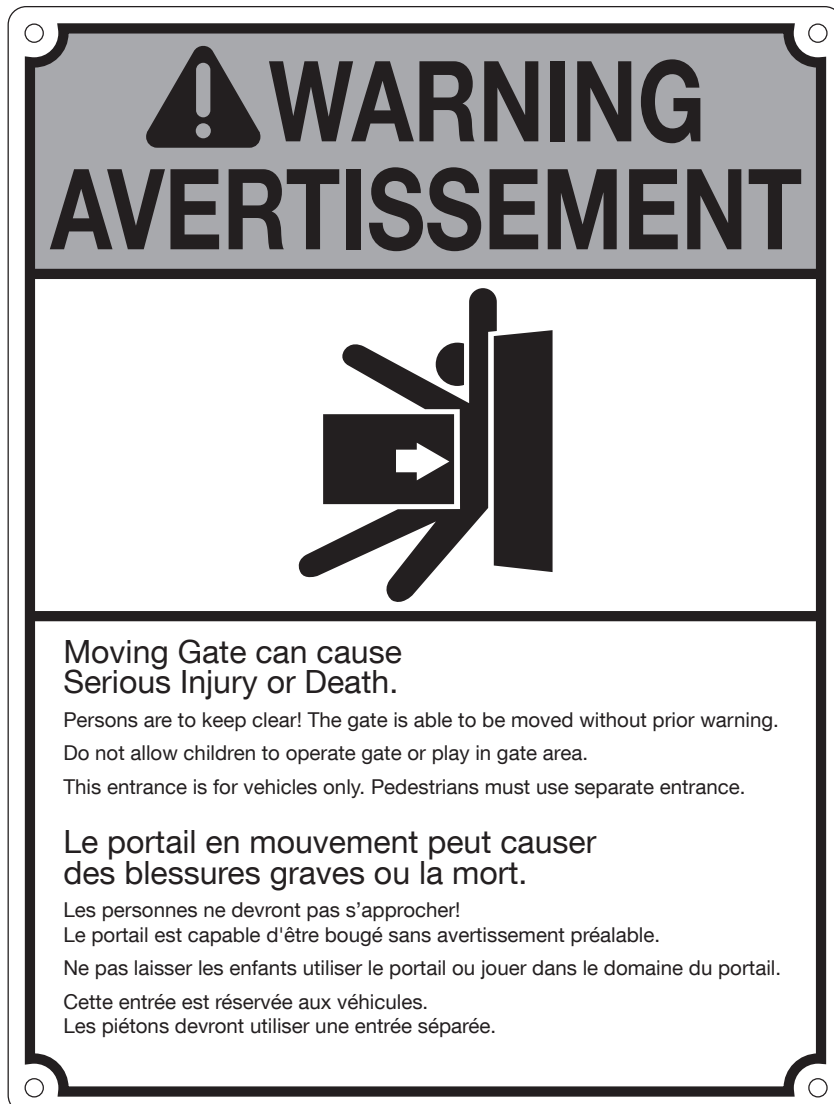 WARNING
AVERTISSEMENT
Moving Gate can cause
Serious Injury or Death.
Persons are to keep clear! The gate is able to be moved without prior warning.
Do not allow children to operate gate or play in gate area.
This entrance is for vehicles only. Pedestrians must use separate entrance.
Le portail en mouvement peut causer
des blessures graves ou la mort.
Les personnes ne devront pas s’approcher!
Le portail est capable d'être bougé sans avertissement préalable.
Ne pas laisser les enfants utiliser le portail ou jouer dans le domaine du portail.
Cette entrée est réservée aux véhicules.
Les piétons devront utiliser une entrée séparée.